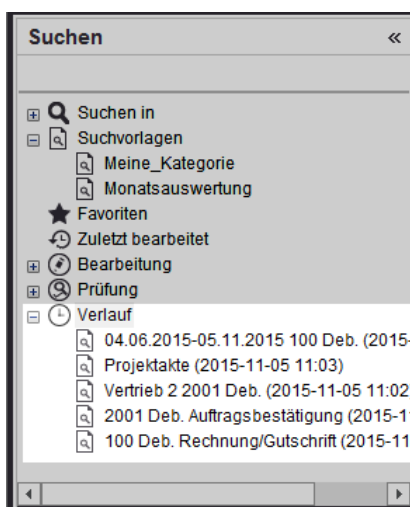 Suchen «
Suchen in
Suchvorlagen
Meine_Kategorie
Monatsauswertung
Favoriten
Zuletzt bearbeitet
Bearbeitung
Prüfung
Verlauf
04.06.2015-05.11.2015 100 Deb. (2015-
Projektakte (2015-11-05 11:03)
Vertrieb 2 2001 Deb. (2015-11-05 11:02
2001 Deb. Auftragsbestätigung (2015-1
100 Deb. Rechnung/Gutschrift (2015-11